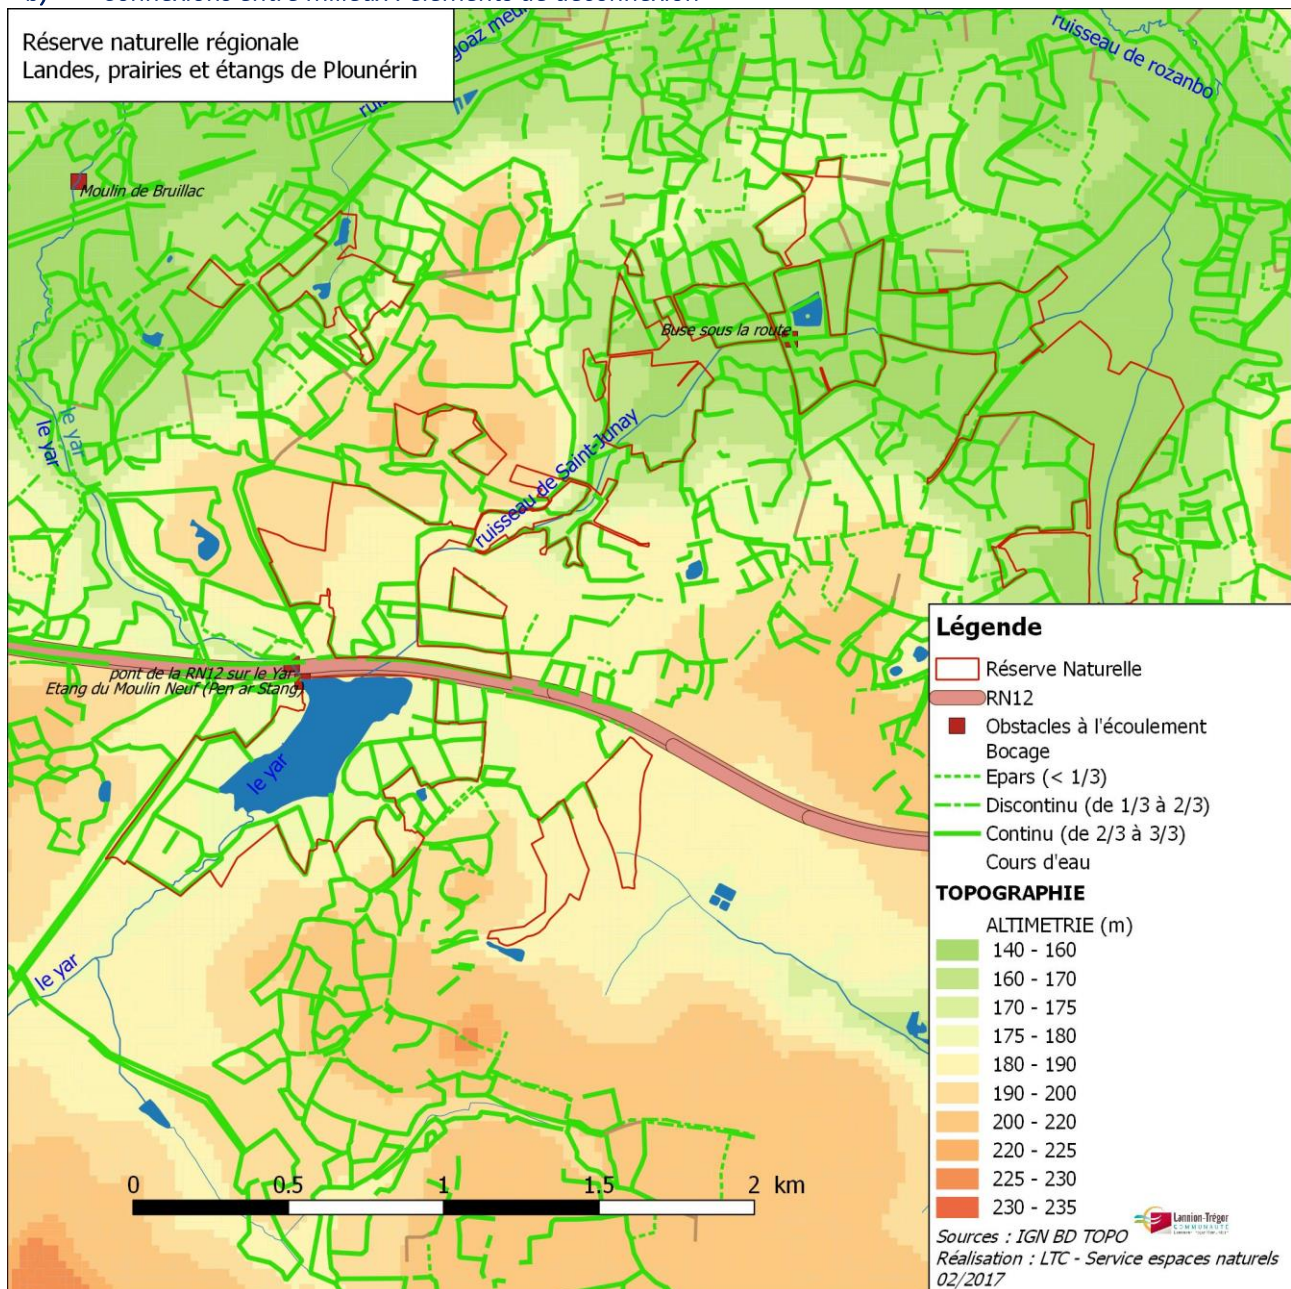 Réserve naturelle régionale
Landes, prairies et étangs de Plounérin
ruisseau de rozanbo
Moulin de Bruillac
Buse sous la route
le yar
le yar
ruisseau de Saint-Junay
pont de la RN12 sur le Yar
Etang du Moulin Neuf (Pen ar Stang)
le yar
le yar
0 0.5 1 1.5 2 km
Légende
Réserve Naturelle
RN12
Obstacles à l'écoulement
Bocage
Epars (< 1/3)
Discontinu (de 1/3 à 2/3)
Continu (de 2/3 à 3/3)
Cours d'eau
TOPOGRAPHIE
ALTIMETRIE (m)
140 - 160
160 - 170
170 - 175
175 - 180
180 - 190
190 - 200
200 - 220
220 - 225
225 - 230
230 - 235
Lannion-Trégor
COMMUNAUTÉ
Sources : IGN BD TOPO
Réalisation : LTC - Service espaces naturels
02/2017